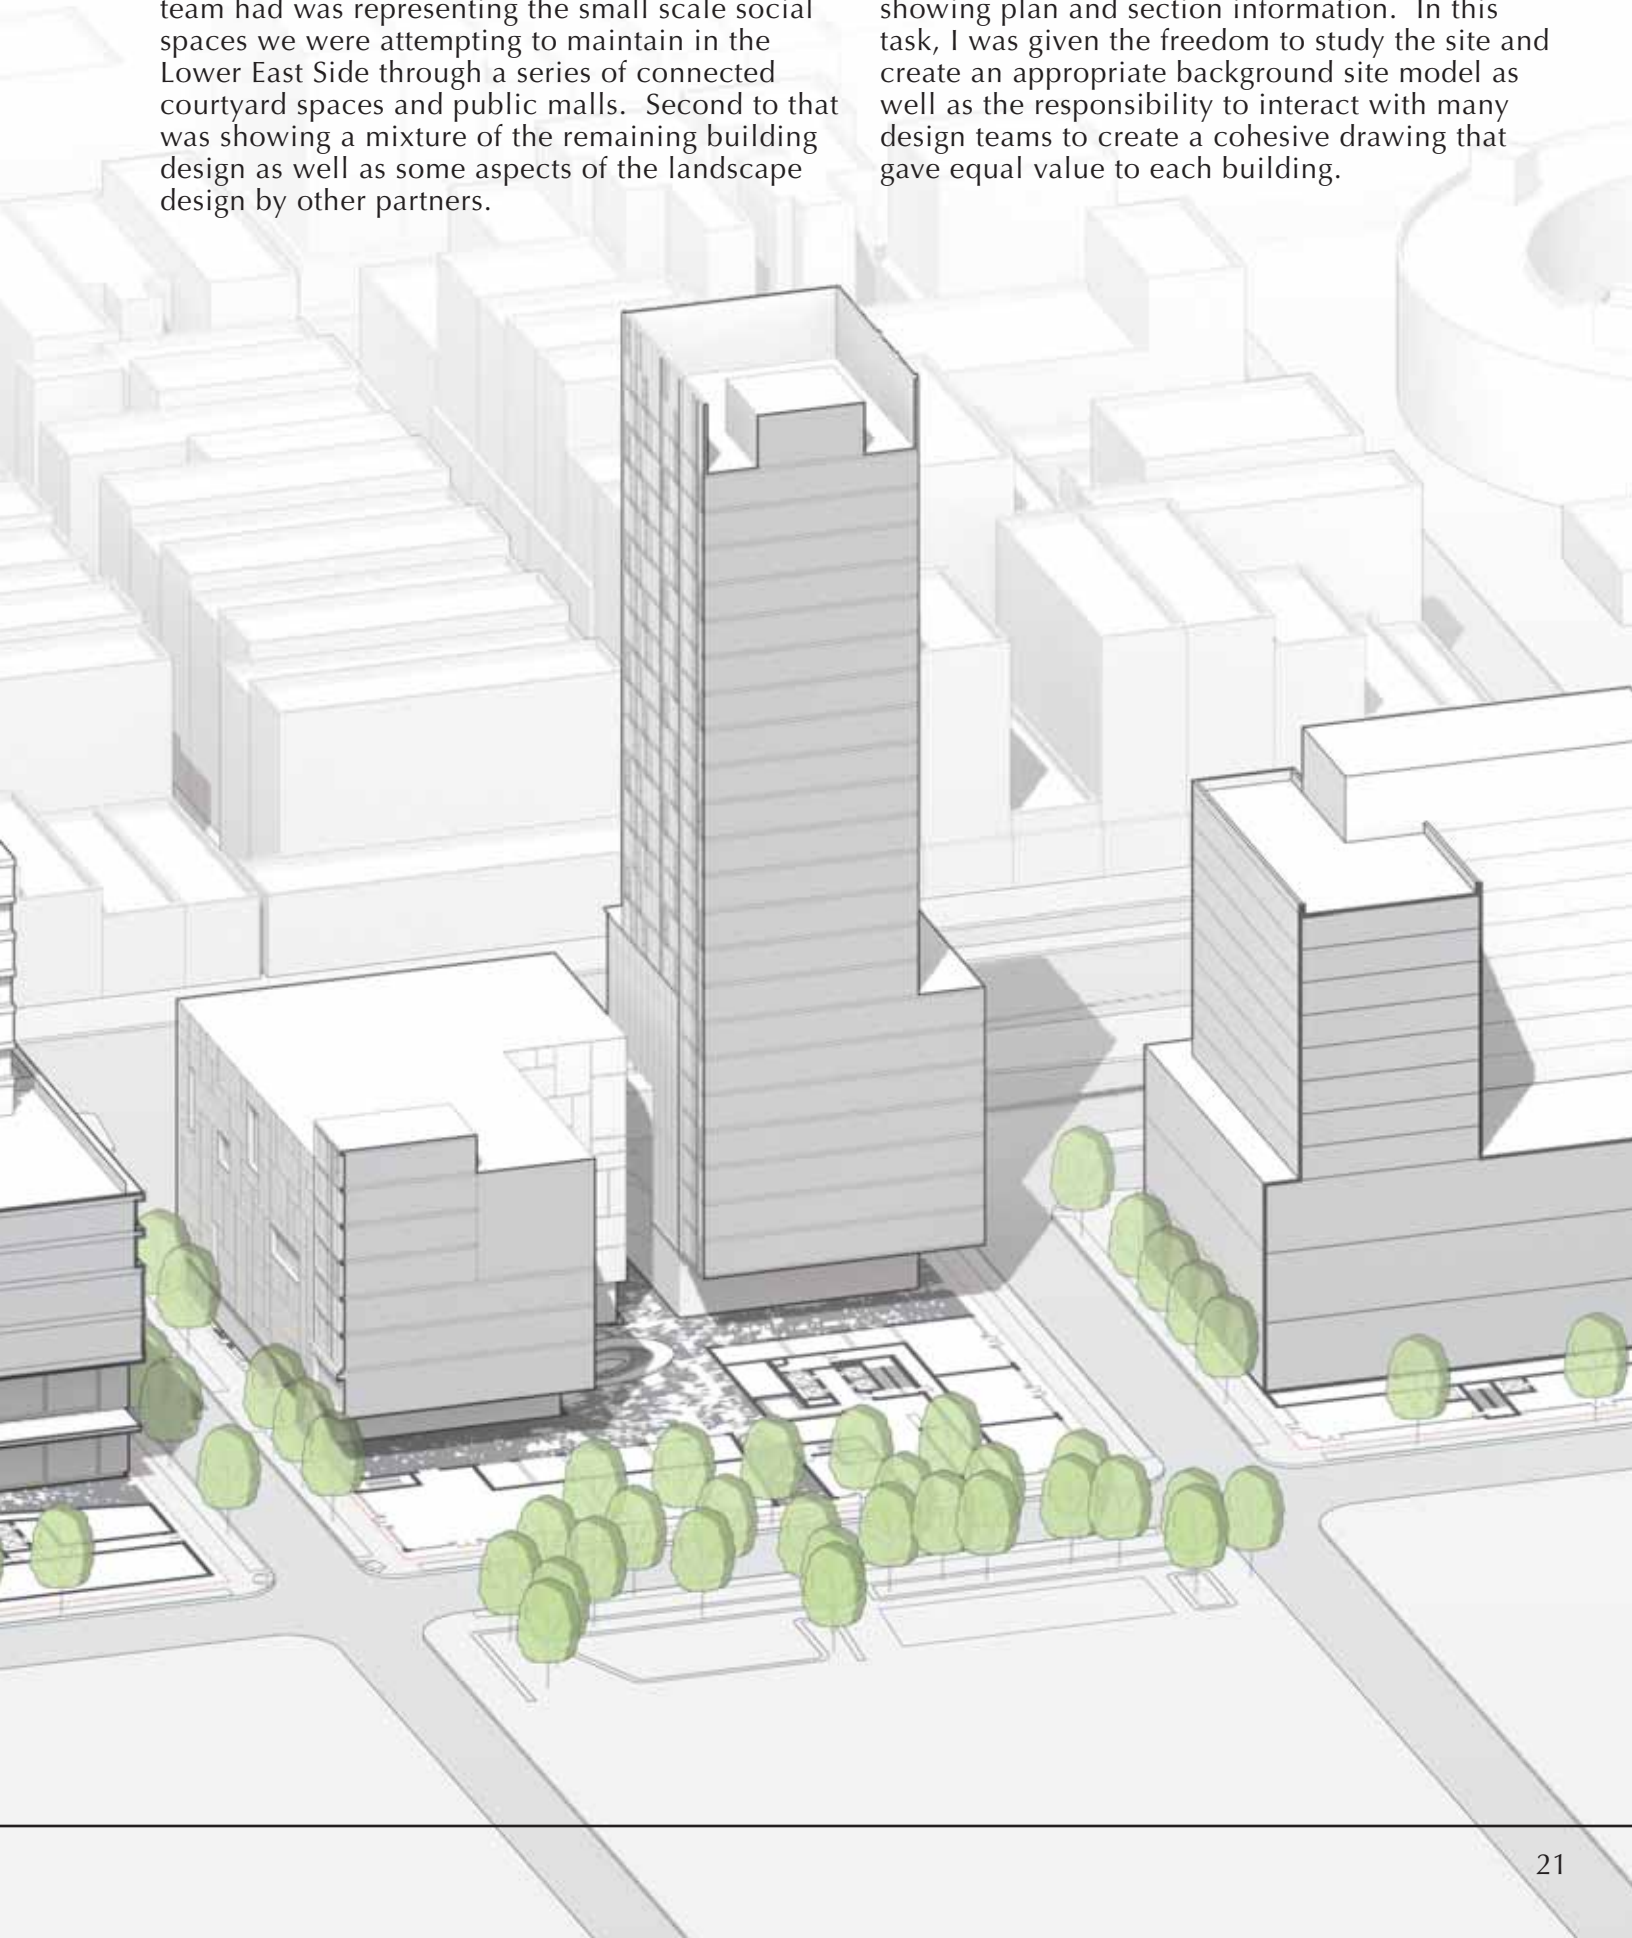 team had was representing the small scale social
spaces we were attempting to maintain in the
Lower East Side through a series of connected
courtyard spaces and public malls.  Second to that
was showing a mixture of the remaining building
design as well as some aspects of the landscape
design by other partners.
showing plan and section information.  In this
task, I was given the freedom to study the site and
create an appropriate background site model as
well as the responsibility to interact with many
design teams to create a cohesive drawing that
gave equal value to each building.
21